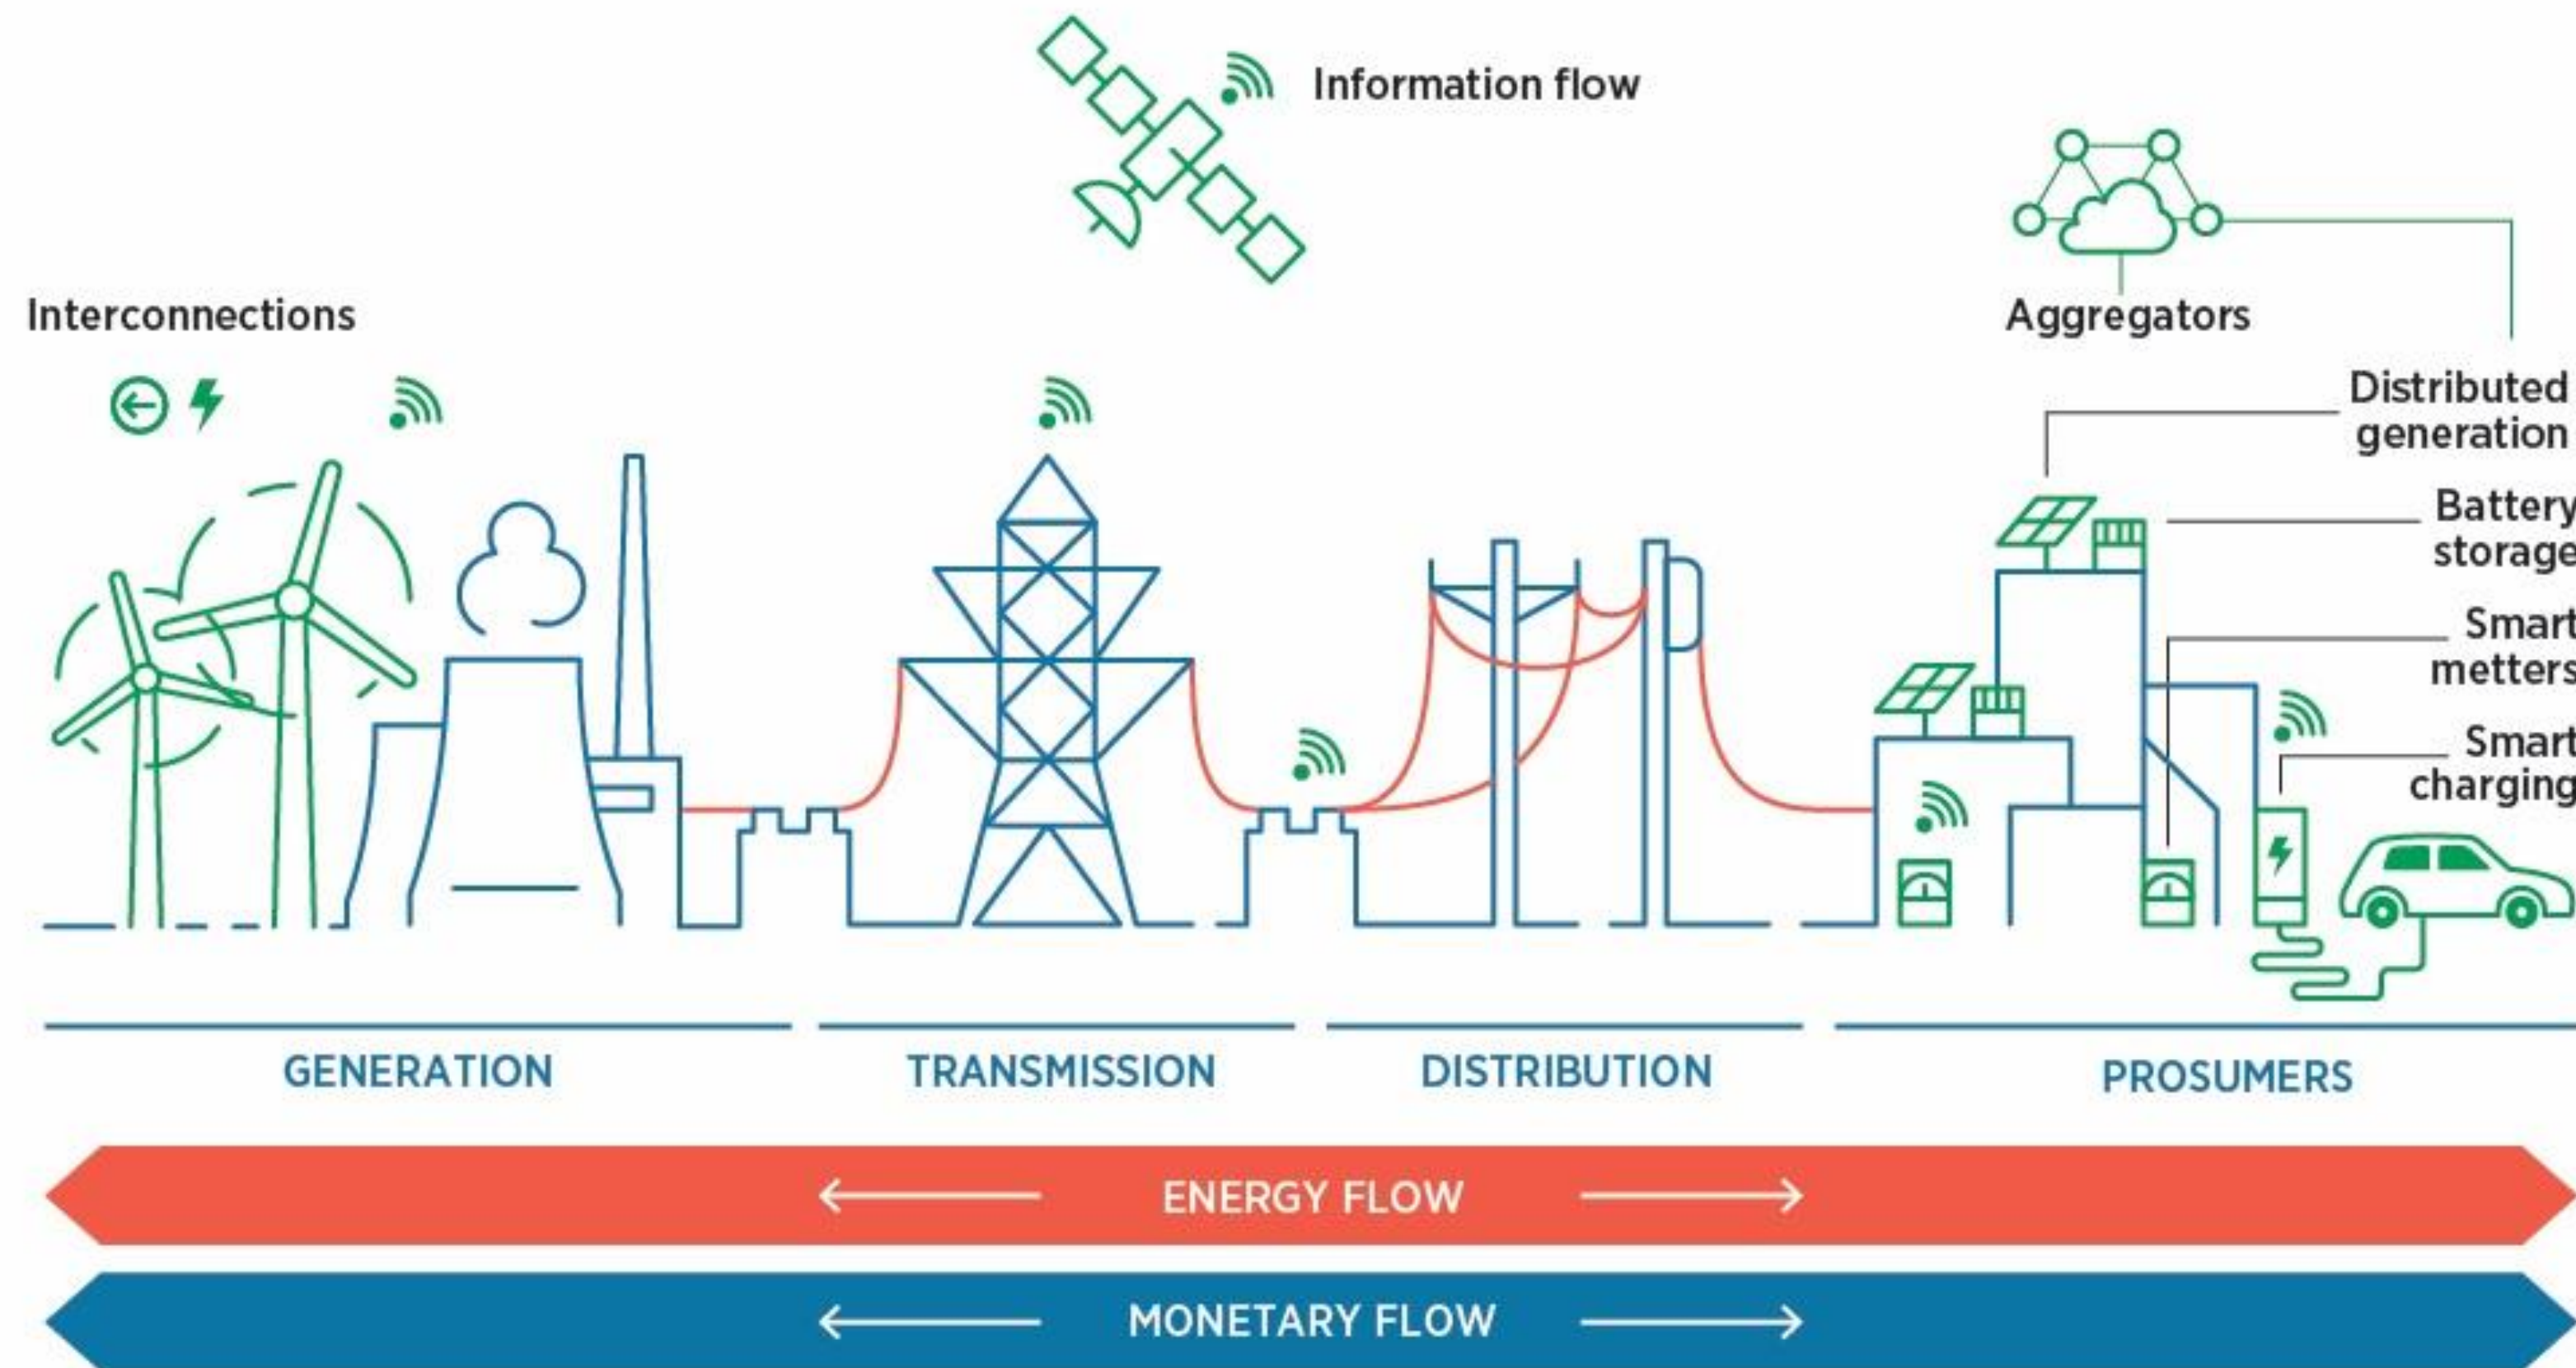 Information flow
Interconnections
Aggregators
Distributed
generation
Battery
storage
Smart
metters
Smart
charging
GENERATION
TRANSMISSION
DISTRIBUTION
PROSUMERS
ENERGY FLOW
MONETARY FLOW